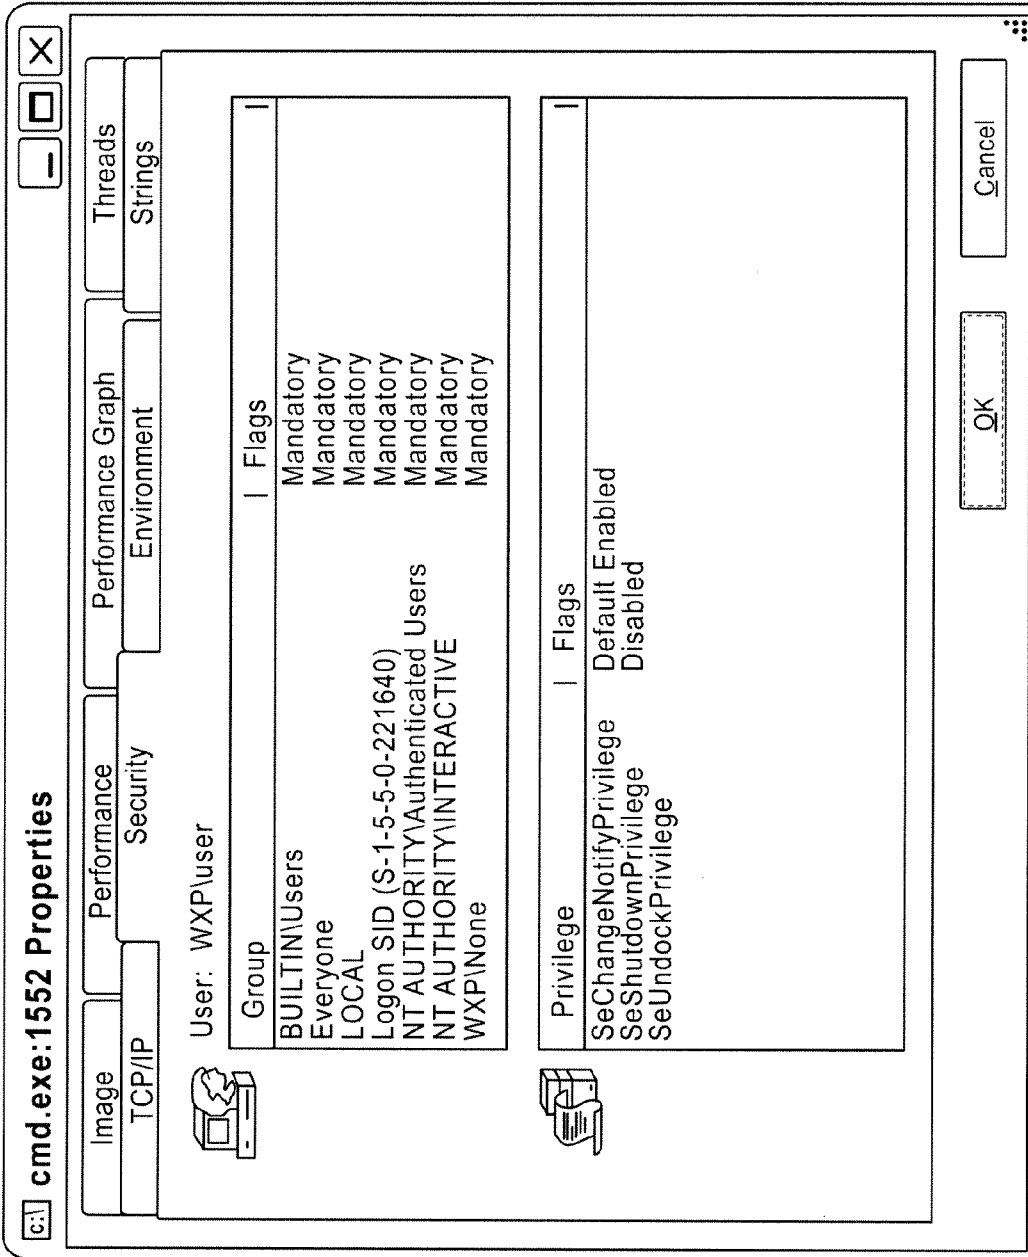 c:\ cmd.exe:1552 Properties
Image Performance Performance Graph Threads
TCP/IP Security Environment Strings
User: WXP\user
Group | Flags |
BUILTIN\Users Mandatory
Everyone Mandatory
LOCAL Mandatory
Logon SID (S-1-5-5-0-221640) Mandatory
NT AUTHORITY\Authenticated Users Mandatory
NT AUTHORITY\INTERACTIVE Mandatory
WXP\None Mandatory
Privilege | Flags |
SeChangeNotifyPrivilege Default Enabled
SeShutdownPrivilege Disabled
SeUndockPrivilege
OK Cancel